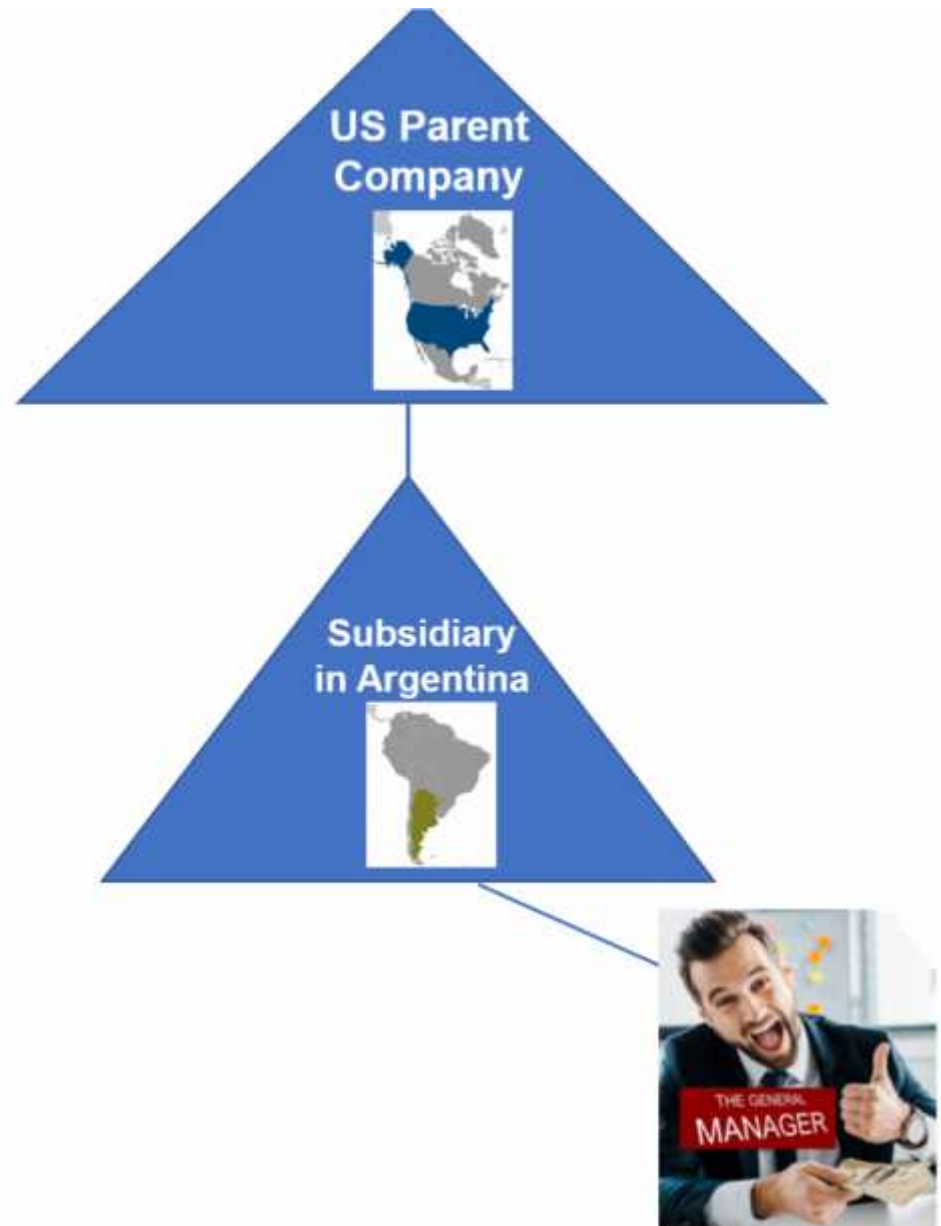 US Parent
Company
Subsidiary
in Argentina
THE GENERAL
MANAGER